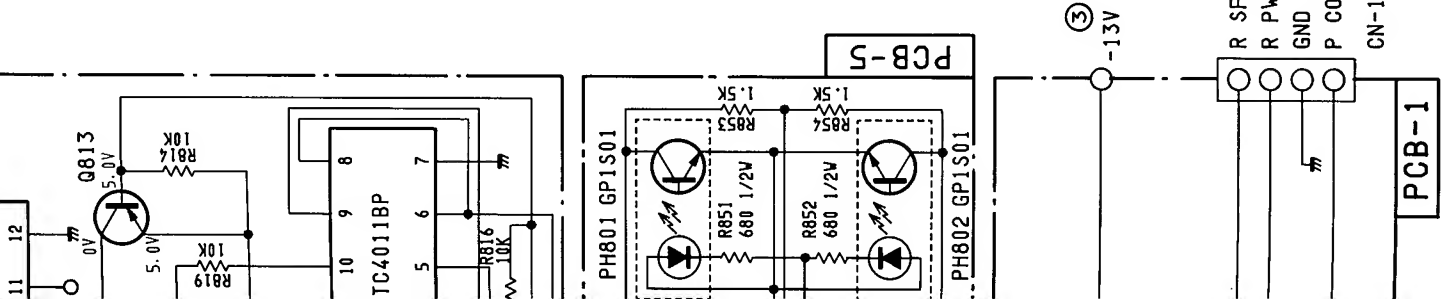 ③
-13V
R SF
R PW
GND
P CO
CN-1
PCB-5
PCB-1
Q813
5.0V
0V
5.0V
10K
R814
10K
R819
12
11
8
9
10
7
6
5
TC4011BP
R816
10K
1.5K
R853
1.5K
R854
PH801 GP1S01
R851
680 1/2W
R852
680 1/2W
PH802 GP1S01